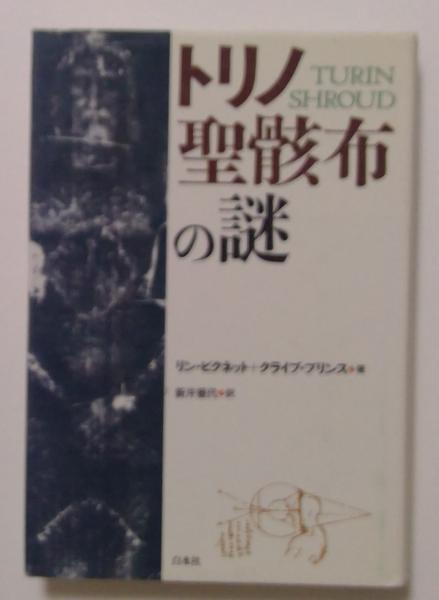 トリノ
TURIN
SHROUD
聖骸布
の謎
リン・ピクネット+クライブ・プリンス◆著
新井雅代◆訳
白水社